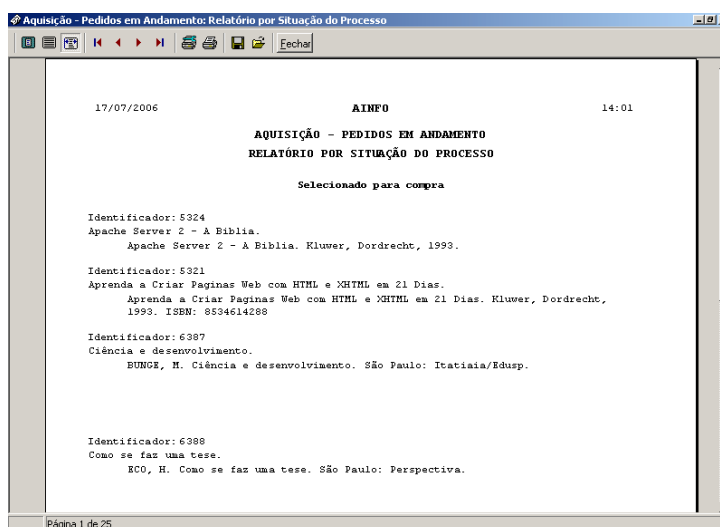 Aquisição - Pedidos em Andamento: Relatório por Situação do Processo
Fechar
17/07/2006 AINFO 14:01
AQUISIÇÃO - PEDIDOS EM ANDAMENTO
RELATÓRIO POR SITUAÇÃO DO PROCESSO
Selecionado para compra
Identificador: 5324
Apache Server 2 - A Biblia.
Apache Server 2 - A Biblia. Kluwer, Dordrecht, 1993.
Identificador: 5321
Aprenda a Criar Paginas Web com HTML e XHTML em 21 Dias.
Aprenda a Criar Paginas Web com HTML e XHTML em 21 Dias. Kluwer, Dordrecht,
1993. ISBN: 8534614288
Identificador: 6387
Ciência e desenvolvimento.
BUNGE, M. Ciência e desenvolvimento. São Paulo: Itatiaia/Edusp.
Identificador: 6388
Como se faz uma tese.
ECO, H. Como se faz uma tese. São Paulo: Perspectiva.
Página 1 de 25